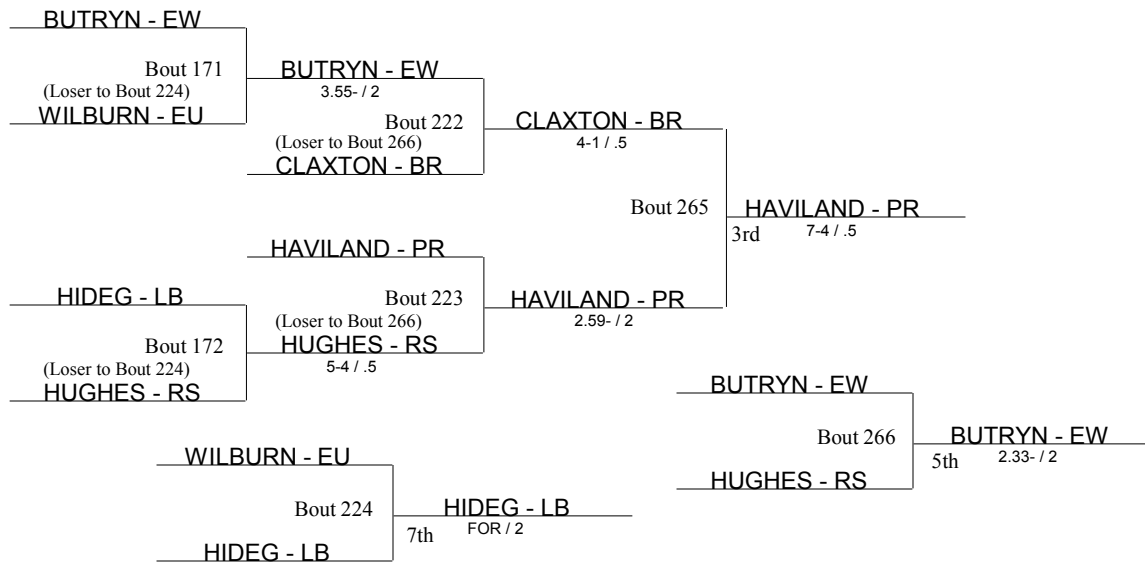 BUTRYN - EW
Bout 171
(Loser to Bout 224)
WILBURN - EU
BUTRYN - EW
3.55- / 2
Bout 222
(Loser to Bout 266)
CLAXTON - BR
CLAXTON - BR
4-1 / .5
Bout 265
HAVILAND - PR
3rd
7-4 / .5
HAVILAND - PR
HIDEG - LB
Bout 223
(Loser to Bout 266)
HAVILAND - PR
2.59- / 2
Bout 172
(Loser to Bout 224)
HUGHES - RS
HUGHES - RS
5-4 / .5
BUTRYN - EW
Bout 266
HUGHES - RS
BUTRYN - EW
5th
2.33- / 2
WILBURN - EU
Bout 224
HIDEG - LB
HIDEG - LB
7th
FOR / 2